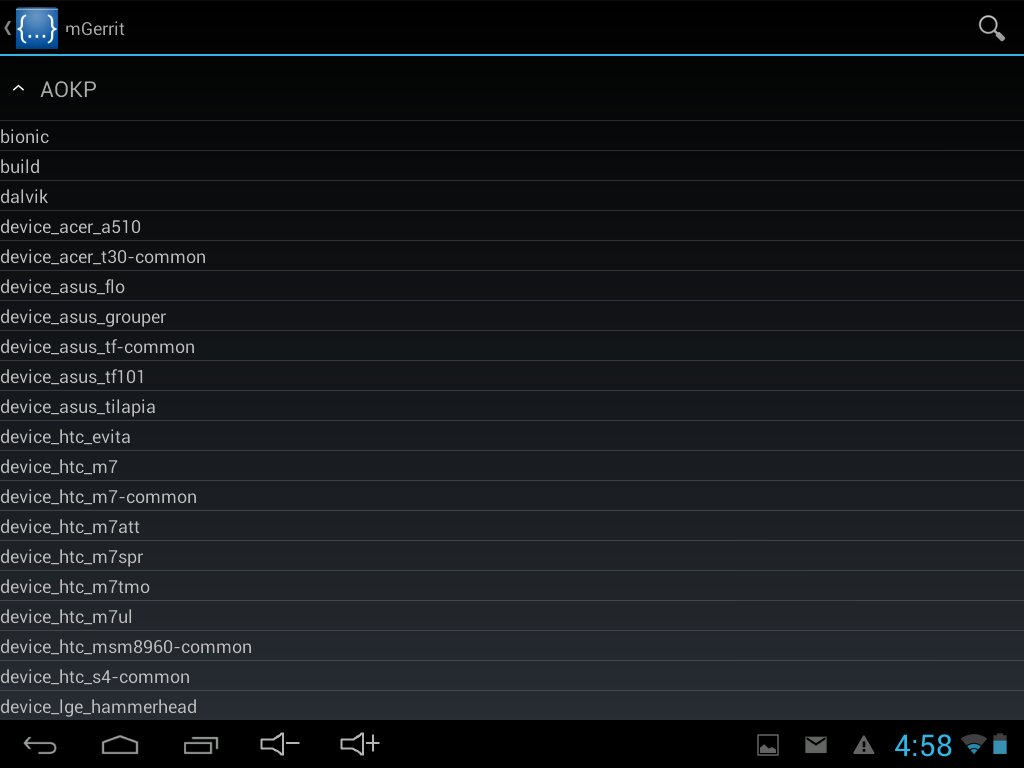 {...} mGerrit
AOKP
bionic
build
dalvik
device_acer_a510
device_acer_t30-common
device_asus_flo
device_asus_grouper
device_asus_tf-common
device_asus_tf101
device_asus_tilapia
device_htc_evita
device_htc_m7
device_htc_m7-common
device_htc_m7att
device_htc_m7spr
device_htc_m7tmo
device_htc_m7ul
device_htc_msm8960-common
device_htc_s4-common
device_lge_hammerhead
4:58